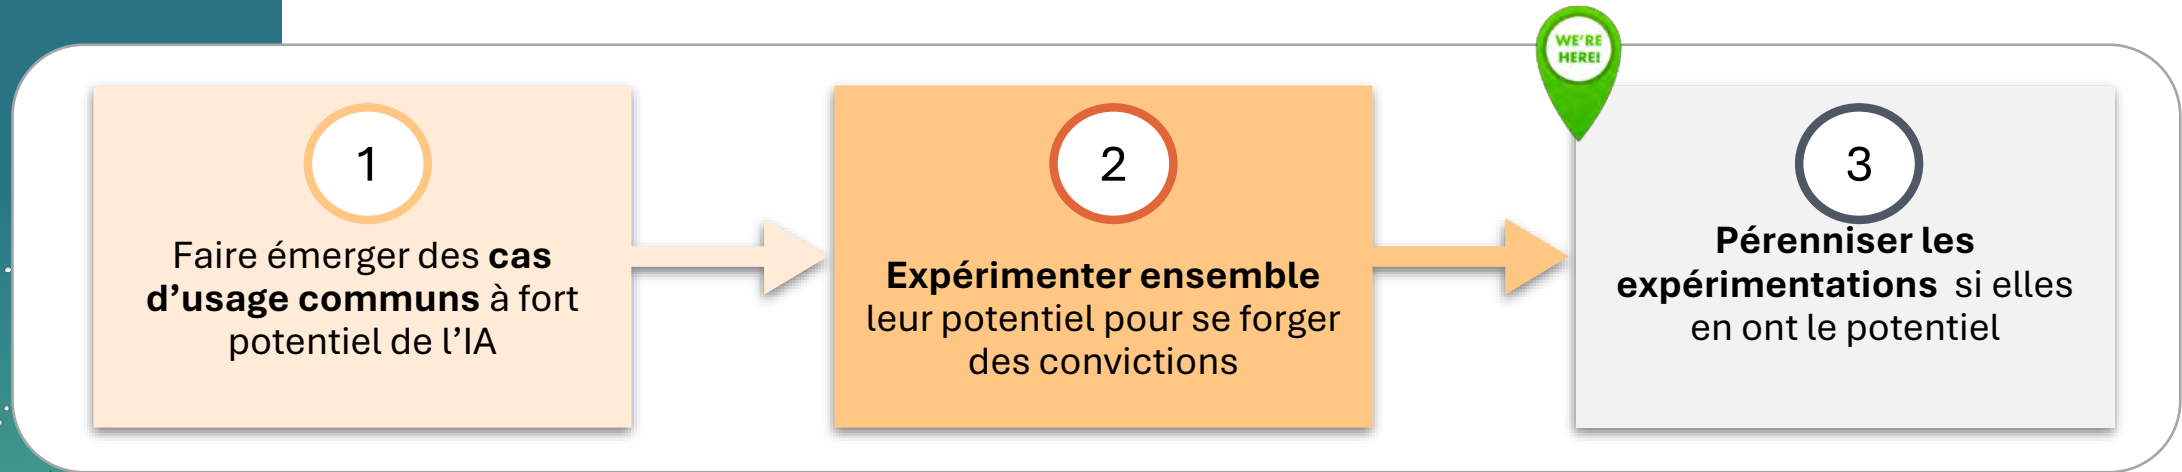 WE'RE
HERE!
1
Faire émerger des cas
d'usage communs à fort
potentiel de l'IA
2
Expérimenter ensemble
leur potentiel pour se forger
des convictions
3
Pérenniser les
expérimentations si elles
en ont le potentiel